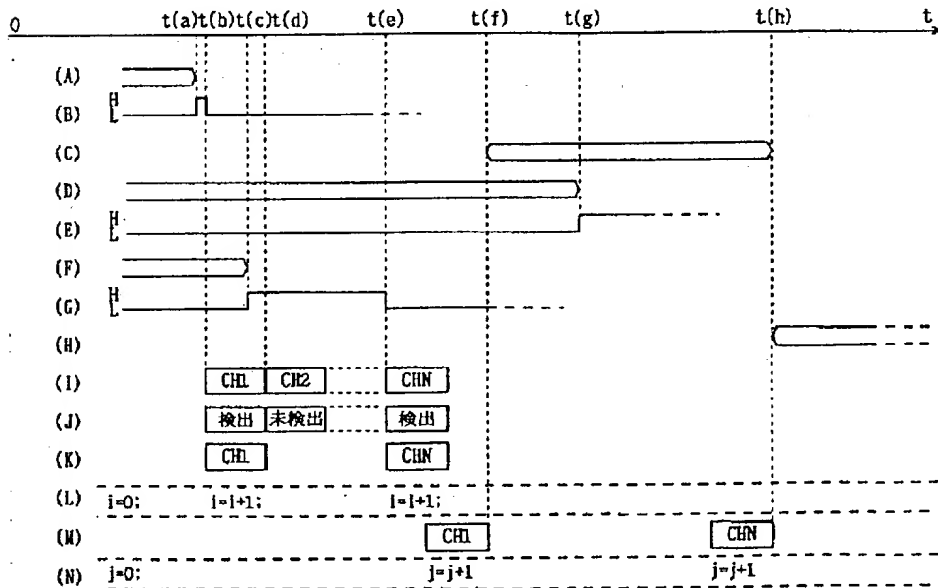 0 t(a) t(b) t(c) t(d) t(e) t(f) t(g) t(h) t
(A)
(B) H L
(C)
(D)
(E) H L
(F)
(G) H L
(H)
(I) CH1 CH2 CHN
(J) 検出 未検出 検出
(K) CH1 CHN
(L) i=0; i=i+1; i=i+1;
(M) CH1 CHN
(N) j=0; j=j+1 j=j+1